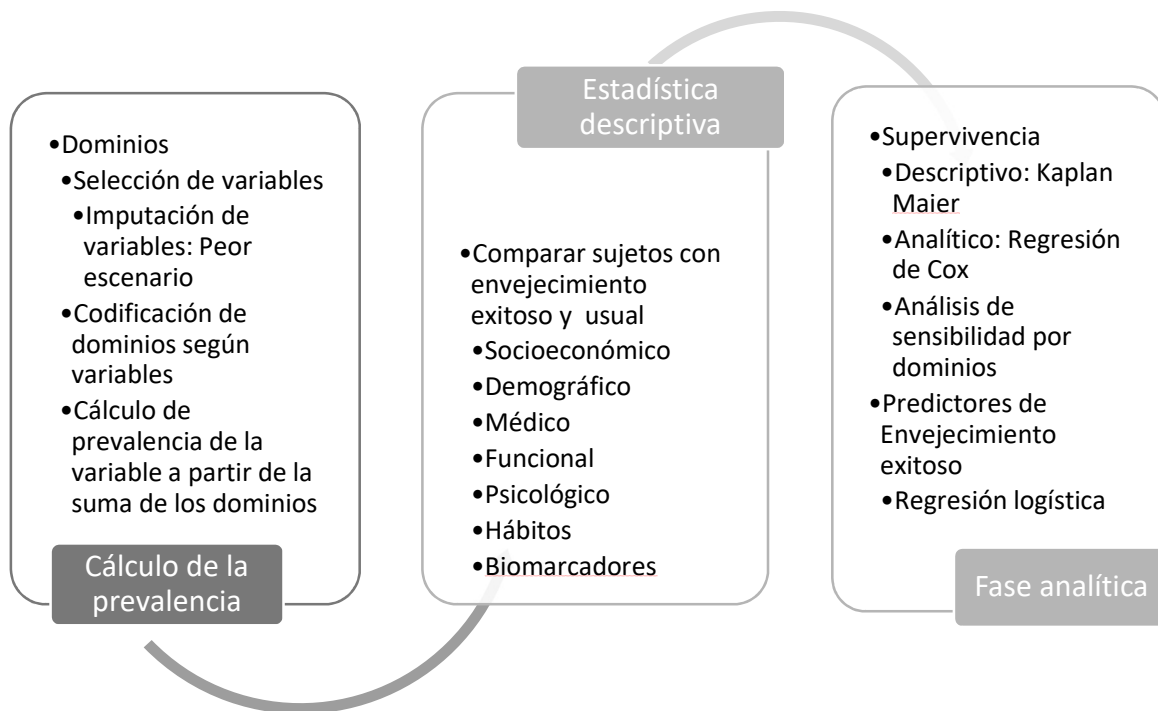 •Dominios
•Selección de variables
•Imputación de
variables: Peor
escenario
•Codificación de
dominios según
variables
•Cálculo de
prevalencia de la
variable a partir de la
suma de los dominios
Cálculo de la
prevalencia
Estadística
descriptiva
•Comparar sujetos con
envejecimiento
exitoso y usual
•Socioeconómico
•Demográfico
•Médico
•Funcional
•Psicológico
•Hábitos
•Biomarcadores
•Supervivencia
•Descriptivo: Kaplan
Maier
•Analítico: Regresión
de Cox
•Análisis de
sensibilidad por
dominios
•Predictores de
Envejecimiento
exitoso
•Regresión logística
Fase analítica